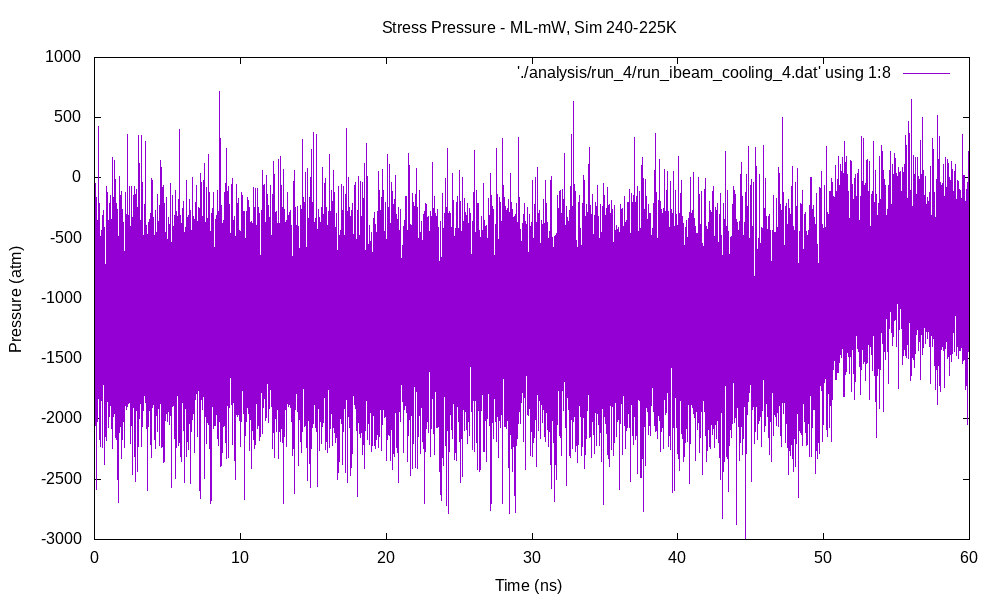 Stress Pressure - ML-mW, Sim 240-225K
'./analysis/run_4/run_ibeam_cooling_4.dat' using 1:8
1000
500
0
-500
-1000
-1500
-2000
-2500
-3000
Pressure (atm)
0 10 20 30 40 50 60
Time (ns)